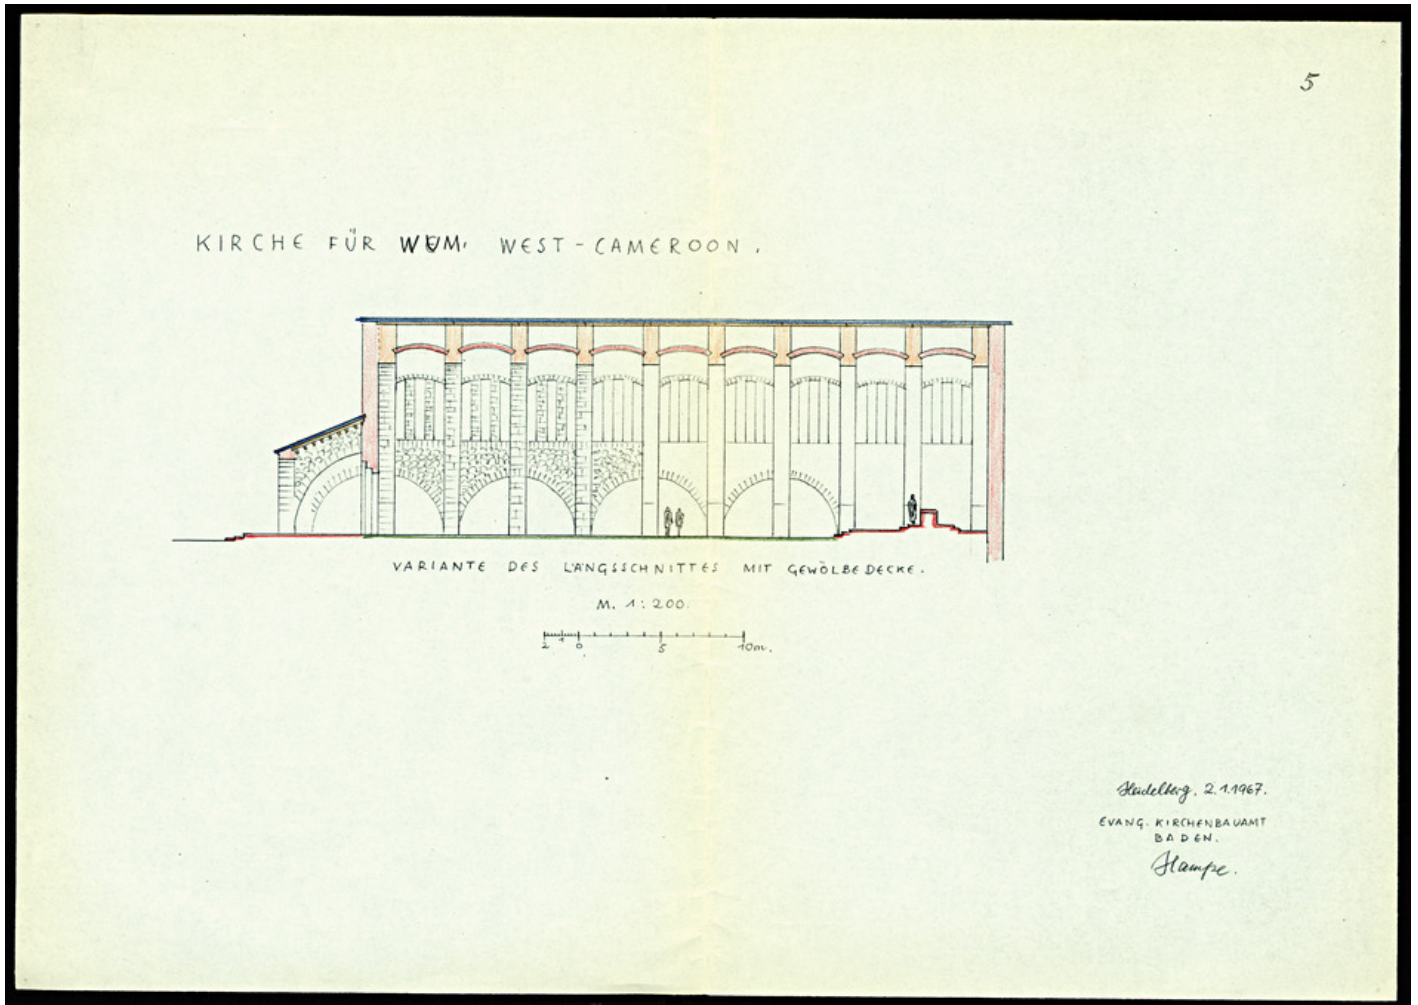 5
KIRCHE FÜR WUM, WEST-CAMEROON.
VARIANTE DES LÄNGSSCHNITTES MIT GEWÖLBEDECKE.
M. 1:200.
2 1 0 5 10m.
Heidelberg, 2.1.1967.
EVANG. KIRCHENBAUAMT
BADEN.
Hampe.